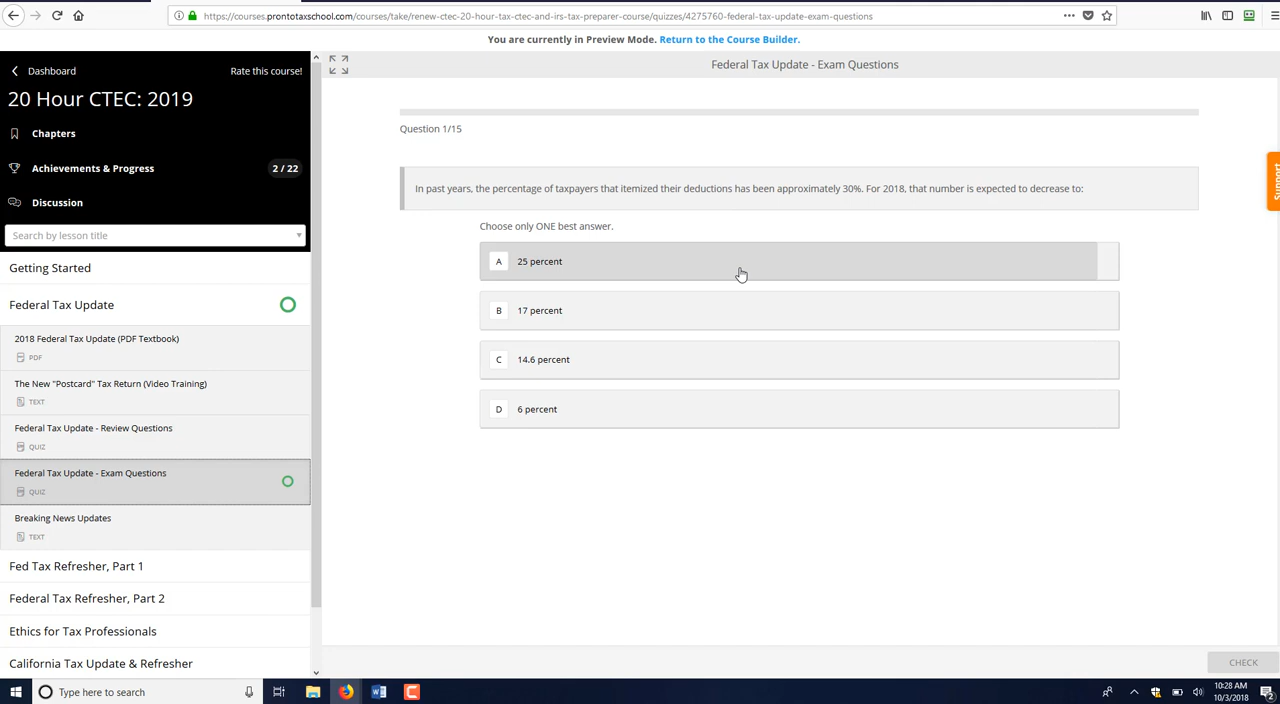 https://courses.prontotaxschool.com/courses/take/renew-ctec-20-hour-tax-ctec-and-irs-tax-preparer-course/quizzes/4275760-federal-tax-update-exam-questions
You are currently in Preview Mode. Return to the Course Builder.
Dashboard
Rate this course!
20 Hour CTEC: 2019
Chapters
Achievements & Progress
2 / 22
Discussion
Search by lesson title
Getting Started
Federal Tax Update
2018 Federal Tax Update (PDF Textbook)
PDF
The New "Postcard" Tax Return (Video Training)
TEXT
Federal Tax Update - Review Questions
QUIZ
Federal Tax Update - Exam Questions
QUIZ
Breaking News Updates
TEXT
Fed Tax Refresher, Part 1
Federal Tax Refresher, Part 2
Ethics for Tax Professionals
California Tax Update & Refresher
Federal Tax Update - Exam Questions
Question 1/15
In past years, the percentage of taxpayers that itemized their deductions has been approximately 30%. For 2018, that number is expected to decrease to:
Choose only ONE best answer.
A 25 percent
B 17 percent
C 14.6 percent
D 6 percent
Support
CHECK
Type here to search
10:28 AM
10/3/2018
2